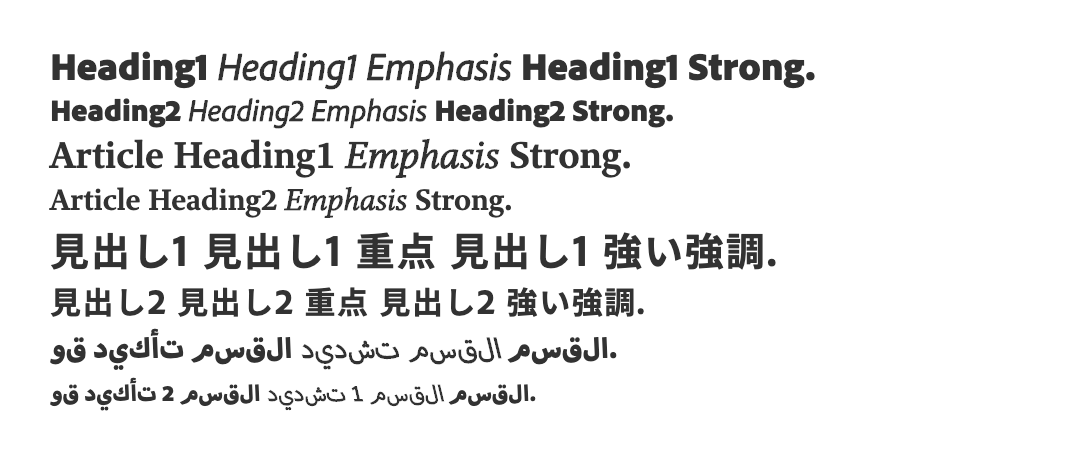 Heading1 Heading1 Emphasis Heading1 Strong.
Heading2 Heading2 Emphasis Heading2 Strong.
Article Heading1 Emphasis Strong.
Article Heading2 Emphasis Strong.
見出し1 見出し1 重点 見出し1 強い強調.
見出し2 見出し2 重点 見出し2 強い強調.
القسم القسم تشديد القسم تأكيد قو.
القسم القسم 1 تشديد القسم 2 تأكيد قو.